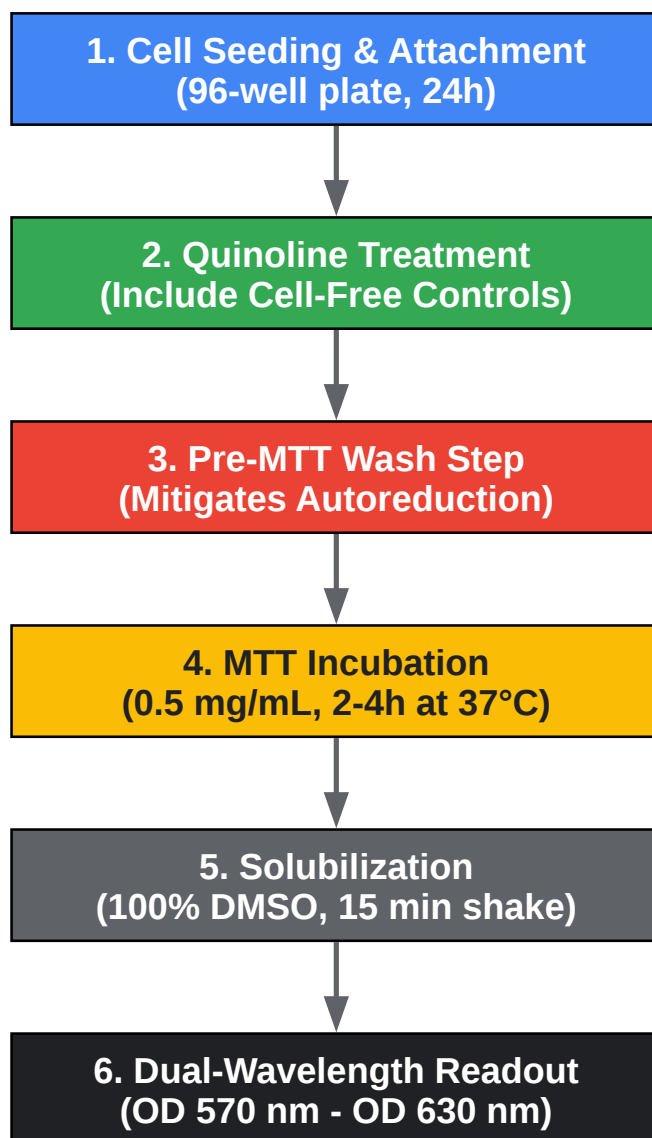 1. Cell Seeding & Attachment
(96-well plate, 24h)
2. Quinoline Treatment
(Include Cell-Free Controls)
3. Pre-MTT Wash Step
(Mitigates Autoreduction)
4. MTT Incubation
(0.5 mg/mL, 2-4h at 37°C)
5. Solubilization
(100% DMSO, 15 min shake)
6. Dual-Wavelength Readout
(OD 570 nm - OD 630 nm)